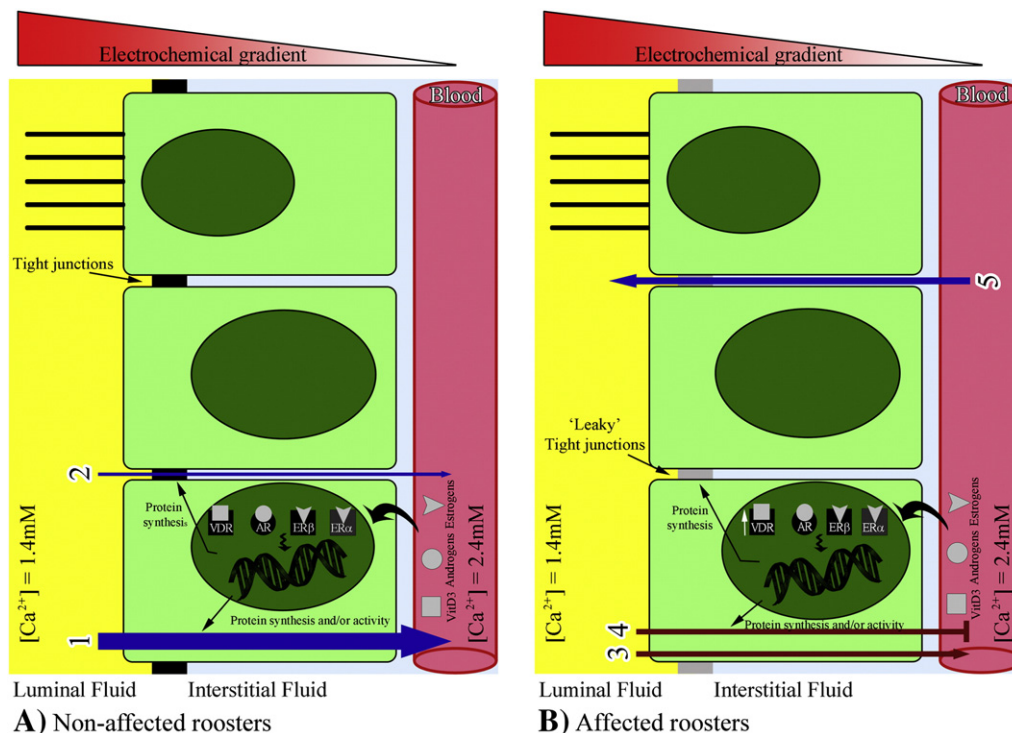 Electrochemical gradient
Blood
Tight junctions
2
Protein
synthesis
VDR AR ERβ ERα
Protein synthesis and/or activity
1
[Ca²⁺] = 1.4mM
VitD3 Androgens Estrogens
[Ca²⁺] = 2.4mM
Luminal Fluid Interstitial Fluid
A) Non-affected roosters
Electrochemical gradient
Blood
5
'Leaky'
Tight junctions
Protein
synthesis
VDR AR ERβ ERα
Protein synthesis and/or activity
4
3
[Ca²⁺] = 1.4mM
VitD3 Androgens Estrogens
[Ca²⁺] = 2.4mM
Luminal Fluid Interstitial Fluid
B) Affected roosters